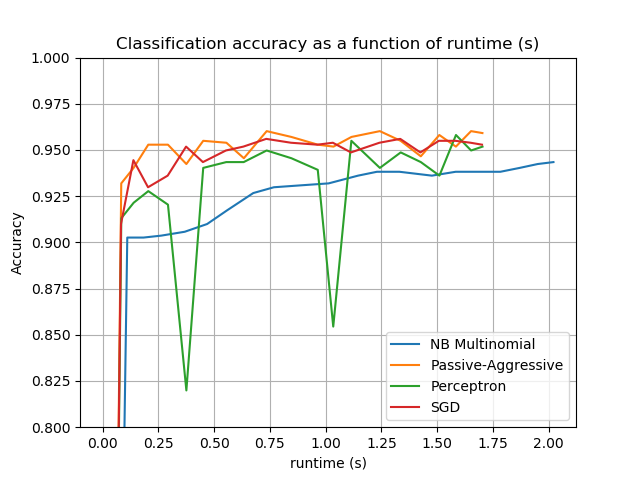 Classification accuracy as a function of runtime (s)
1.000
0.975
0.950
0.925
0.900
0.875
0.850
0.825
0.800
Accuracy
NB Multinomial
Passive-Aggressive
Perceptron
SGD
0.00 0.25 0.50 0.75 1.00 1.25 1.50 1.75 2.00
runtime (s)